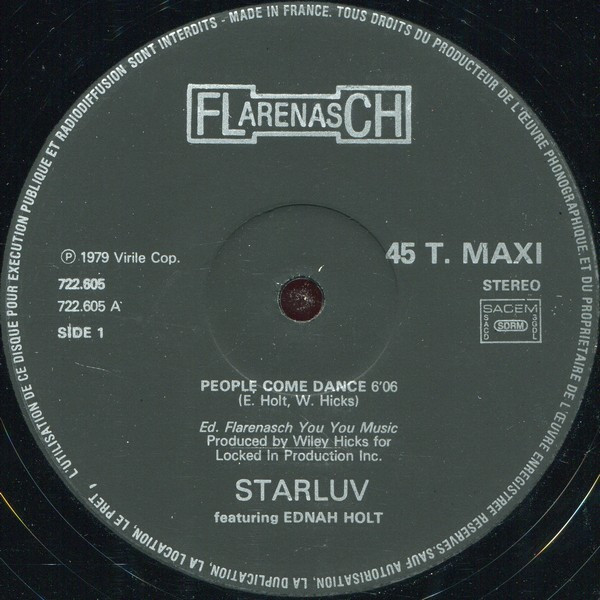 FLARENASCH
MADE IN FRANCE. TOUS DROITS DU PRODUCTEUR DE L'ŒUVRE PHONOGRAPHIQUE ET DU PROPRIETAIRE DE L'ŒUVRE ENREGISTREE RESERVES. SAUF AUTORISATION, LA DUPLICATION, LA LOCATION, LE PRET, L'UTILISATION DE CE DISQUE POUR EXECUTION PUBLIQUE ET RADIODIFFUSION SONT INTERDITS -
℗ 1979 Virile Cop.
722.605
722.605 A
SIDE 1
45 T. MAXI
STEREO
SACEM
SACD
SDRM
SGDL
PEOPLE COME DANCE 6'06
(E. Holt, W. Hicks)
Ed. Flarenasch You You Music
Produced by Wiley Hicks for
Locked In Production Inc.
STARLUV
featuring EDNAH HOLT